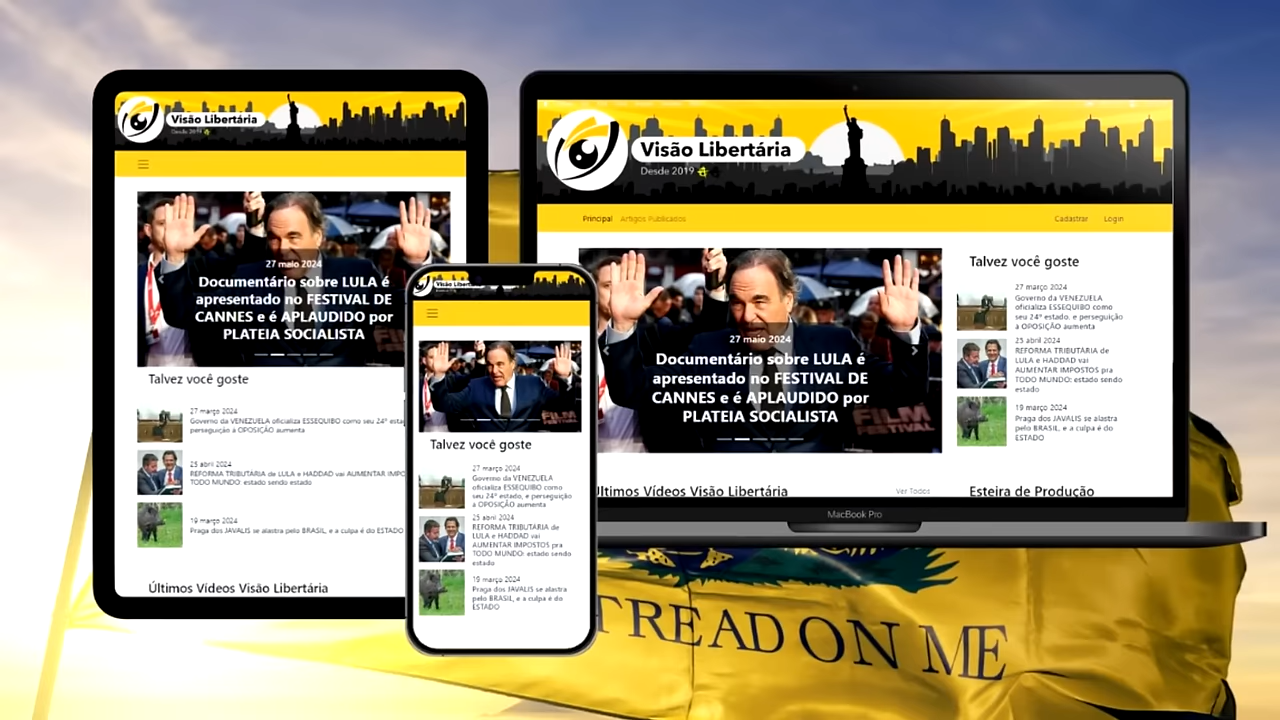 Visão Libertária
Desde 2019
27 maio 2024
Documentário sobre LULA é
apresentado no FESTIVAL DE
CANNES e é APLAUDIDO por
PLATEIA SOCIALISTA
Talvez você goste
27 março 2024
Governo da VENEZUELA oficializa ESSEQUIBO como seu 24º
perseguição à OPOSIÇÃO aumenta
25 abril 2024
REFORMA TRIBUTÁRIA de LULA e HADDAD vai AUMENTAR
TODO MUNDO: estado sendo estado
19 março 2024
Praga dos JAVALIS se alastra pelo BRASIL, e a culpa é do ESTADO
Últimos Vídeos Visão Libertária
Visão
FILM
FESTIVAL
Talvez você goste
27 março 2024
Governo da VENEZUELA
oficializa ESSEQUIBO como
seu 24º estado, e perseguição
à OPOSIÇÃO aumenta
25 abril 2024
REFORMA TRIBUTÁRIA de
LULA e HADDAD vai
AUMENTAR IMPOSTOS pra
TODO MUNDO: estado sendo
estado
19 março 2024
Praga dos JAVALIS se alastra
pelo BRASIL, e a culpa é do
ESTADO
Visão Libertária
Desde 2019
Principal Artigos Publicados Cadastrar Login
27 maio 2024
Documentário sobre LULA é
apresentado no FESTIVAL DE
CANNES e é APLAUDIDO por
PLATEIA SOCIALISTA
FILM
FESTIVAL
Talvez você goste
27 março 2024
Governo da VENEZUELA
oficializa ESSEQUIBO como
seu 24º estado, e perseguição
à OPOSIÇÃO aumenta
25 abril 2024
REFORMA TRIBUTÁRIA de
LULA e HADDAD vai
AUMENTAR IMPOSTOS pra
TODO MUNDO: estado sendo
estado
19 março 2024
Praga dos JAVALIS se alastra
pelo BRASIL, e a culpa é do
ESTADO
Últimos Vídeos Visão Libertária Ver Todos Esteira de Produção
MacBook Pro
TREAD ON ME